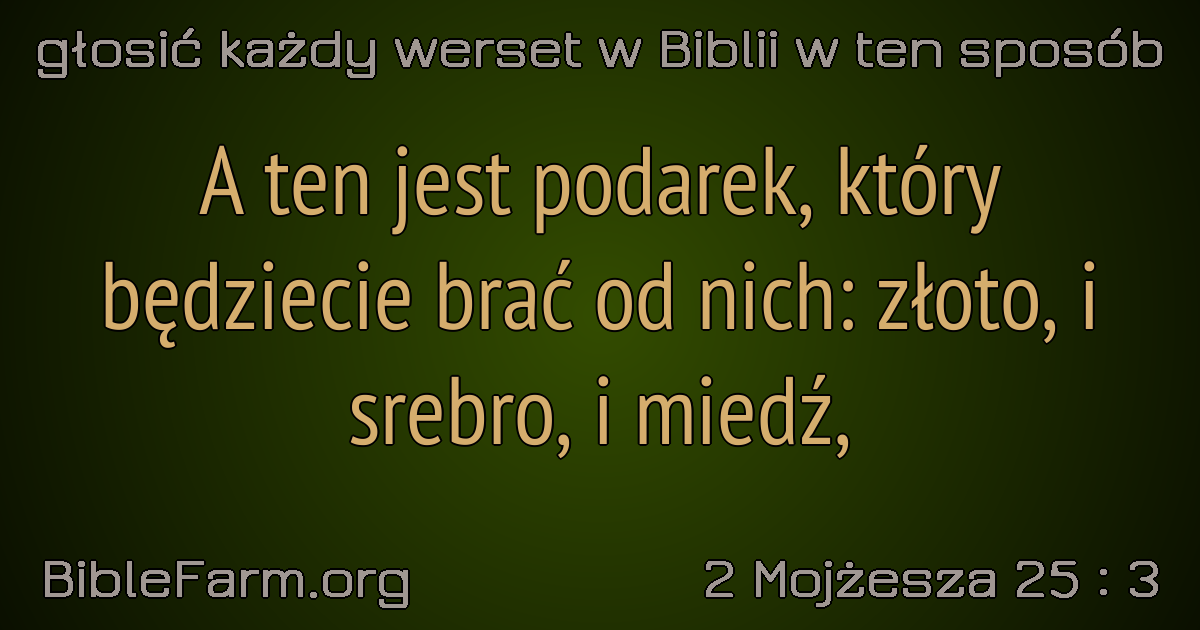 głosić każdy werset w Biblii w ten sposób
A ten jest podarek, który
będziecie brać od nich: złoto, i
srebro, i miedź,
BibleFarm.org
2 Mojżesza 25 : 3